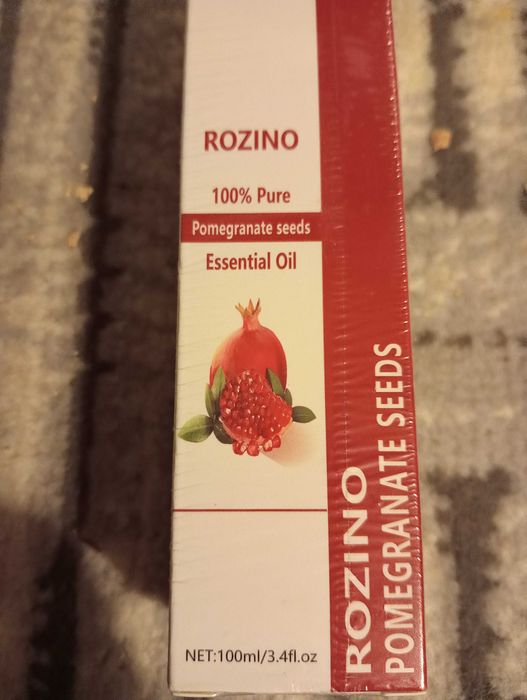 ROZINO
100% Pure
Pomegranate seeds
Essential Oil
NET:100ml/3.4fl.oz
ROZINO
POMEGRANATE SEEDS